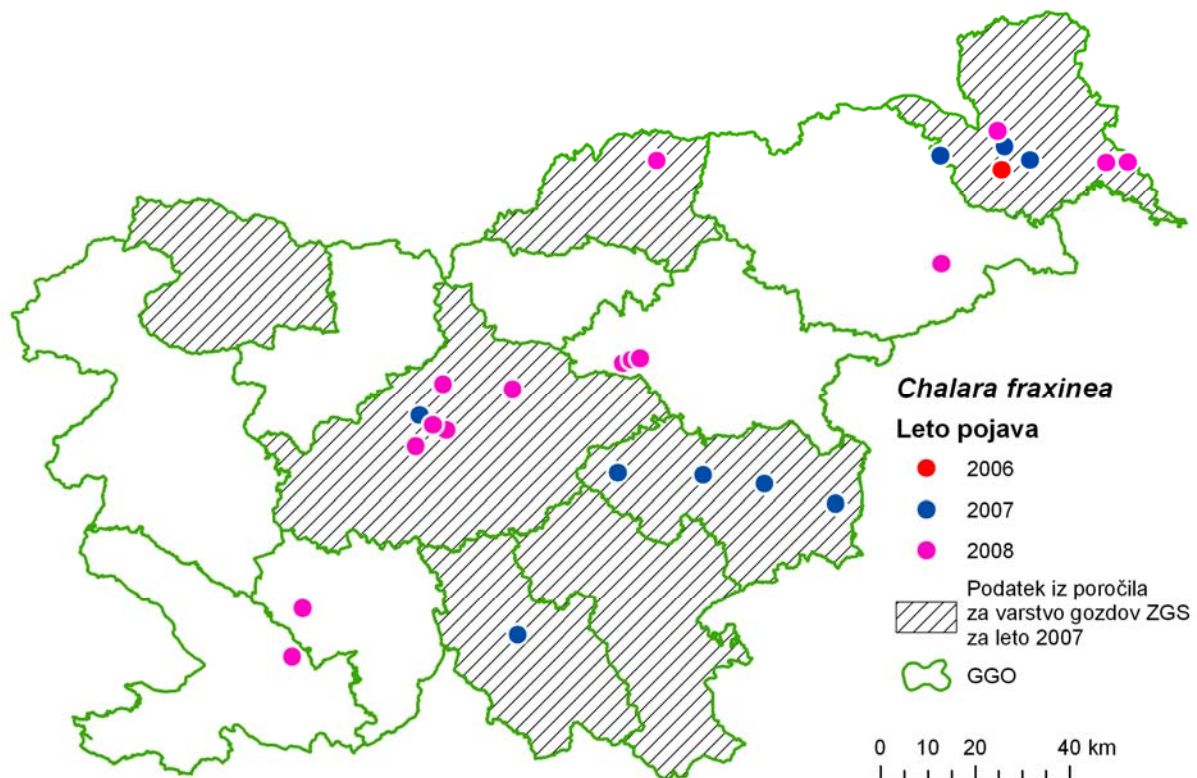 Chalara fraxinea
Leto pojava
2006
2007
2008
Podatek iz poročila
za varstvo gozdov ZGS
za leto 2007
GGO
0 10 20 40 km